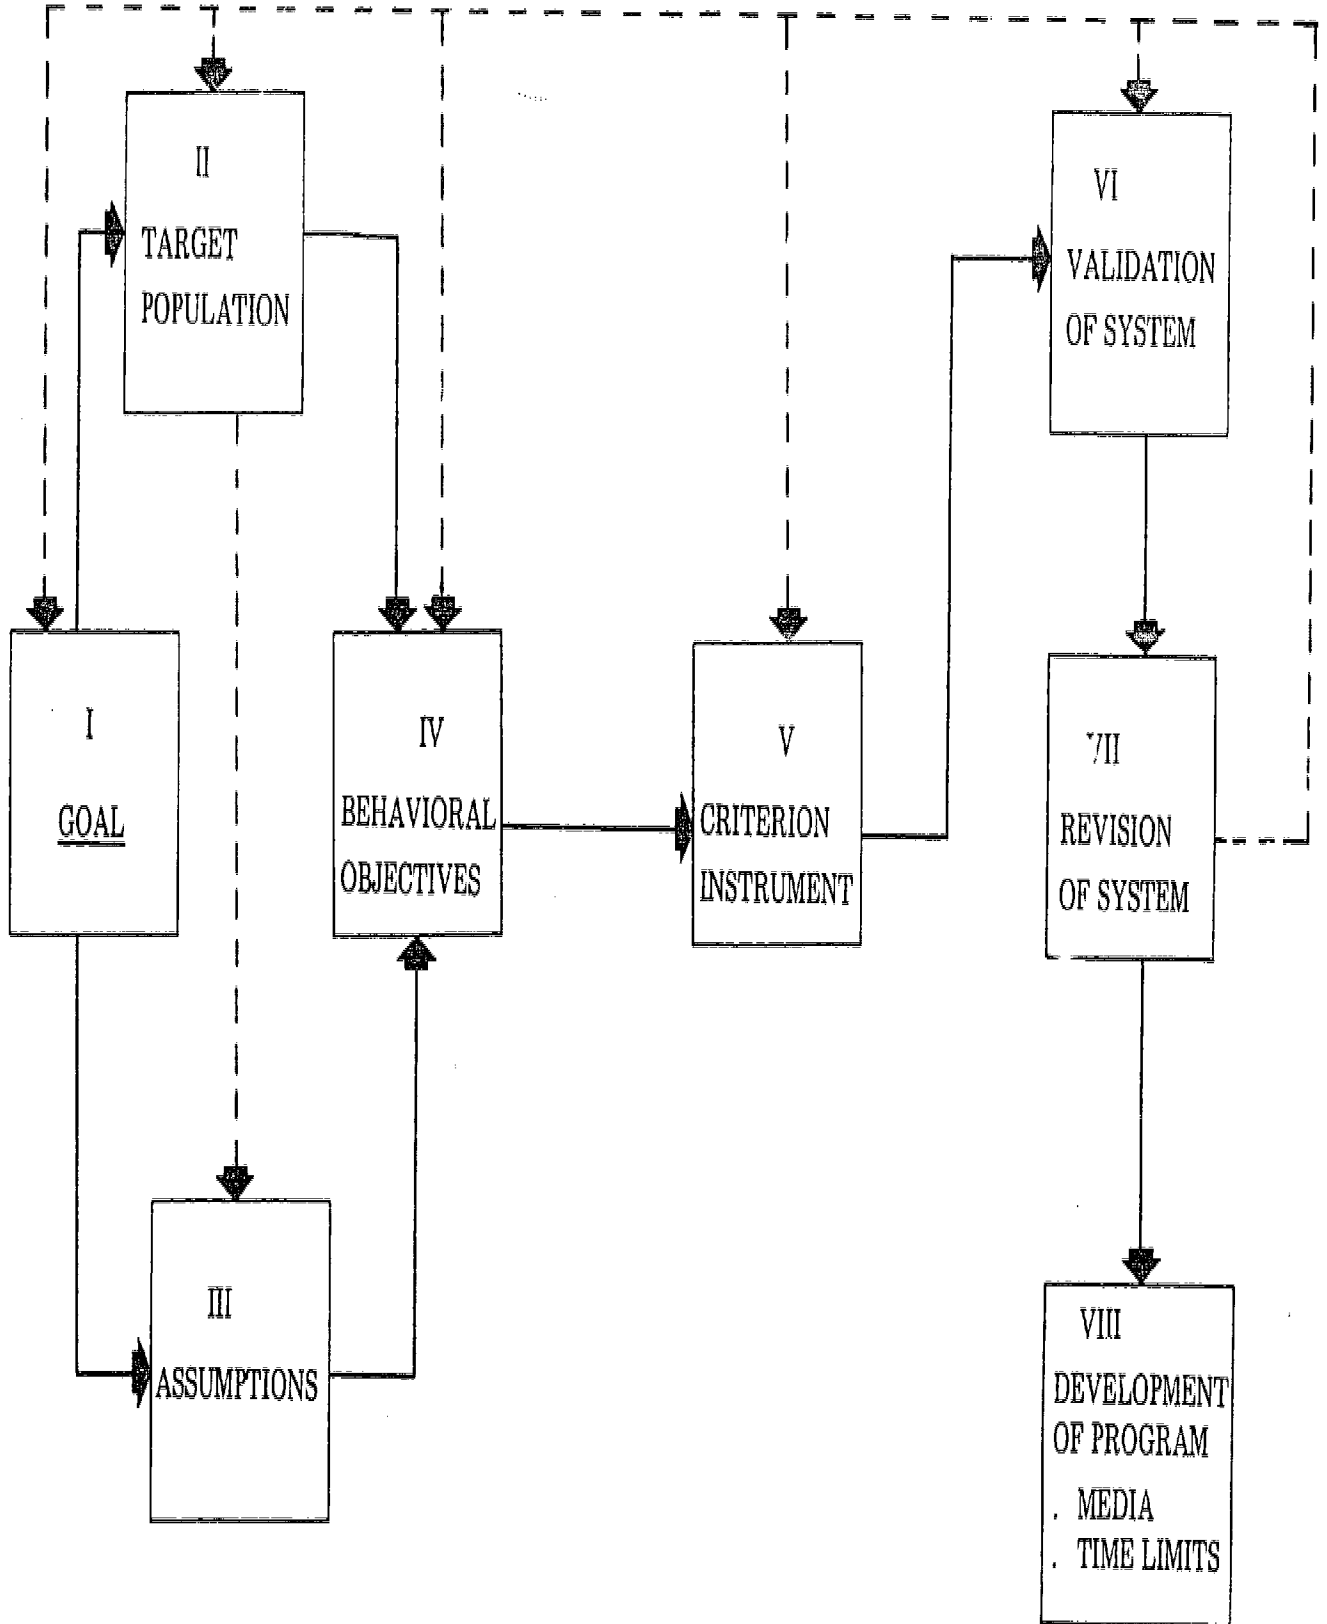 I
GOAL
II
TARGET
POPULATION
III
ASSUMPTIONS
IV
BEHAVIORAL
OBJECTIVES
V
CRITERION
INSTRUMENT
VI
VALIDATION
OF SYSTEM
VII
REVISION
OF SYSTEM
VIII
DEVELOPMENT
OF PROGRAM
. MEDIA
. TIME LIMITS